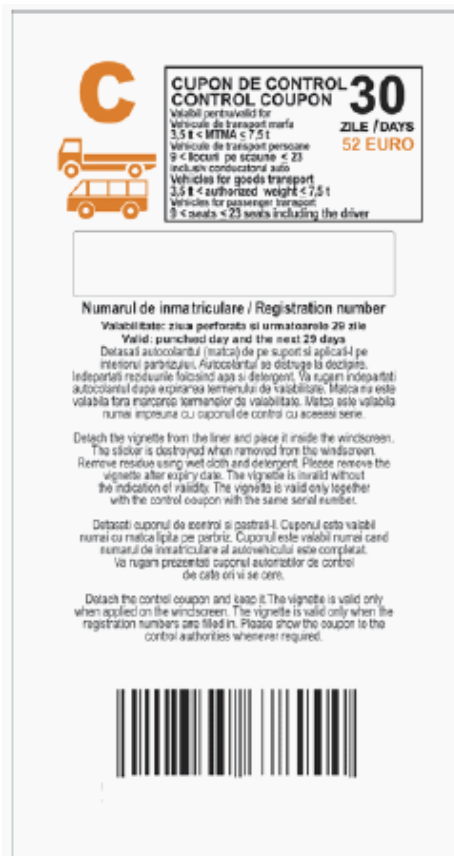 C
CUPON DE CONTROL
CONTROL COUPON
30
ZILE / DAYS
52 EURO
Valabil pentru/valid for
Vehicule de transport marfa
3,5 t < MTMA ≤ 7,5 t
Vehicule de transport persoane
9 < locuri pe scaune ≤ 23
inclusiv conducatorul auto
Vehicles for goods transport
3,5 t < authorized weight ≤ 7,5 t
Vehicles for passenger transport
9 < seats ≤ 23 seats including the driver
Numarul de inmatriculare / Registration number
Valabilitate: ziua perforata si urmatoarele 29 zile
Valid: punched day and the next 29 days
Detasati autocolantul (matca) de pe suport si aplicati-l pe
interiorul parbrizului. Autocolantul se distruge la dezlipire.
Indepartati reziduurile folosind apa si detergent. Va rugam indepartati
autocolantul dupa expirarea termenului de valabilitate. Matca nu este
valabila fara marcarea termenelor de valabilitate. Matca este valabila
numai impreuna cu cuponul de control cu aceeasi serie.
Detach the vignette from the liner and place it inside the windscreen.
The sticker is destroyed when removed from the windscreen.
Remove residue using wet cloth and detergent. Please remove the
vignette after expiry date. The vignette is invalid without
the indication of validity. The vignette is valid only together
with the control coupon with the same serial number.
Detasati cuponul de control si pastrati-l. Cuponul este valabil
numai cu matca lipita pe parbriz. Cuponul este valabil numai cand
numarul de inmatriculare al autovehicului este completat.
Va rugam prezentati cuponul autoritatilor de control
de cate ori vi se cere.
Detach the control coupon and keep it.The vignette is valid only
when applied on the windscreen. The vignette is valid only when the
registration numbers are filled in. Please show the coupon to the
control authorities whenever required.